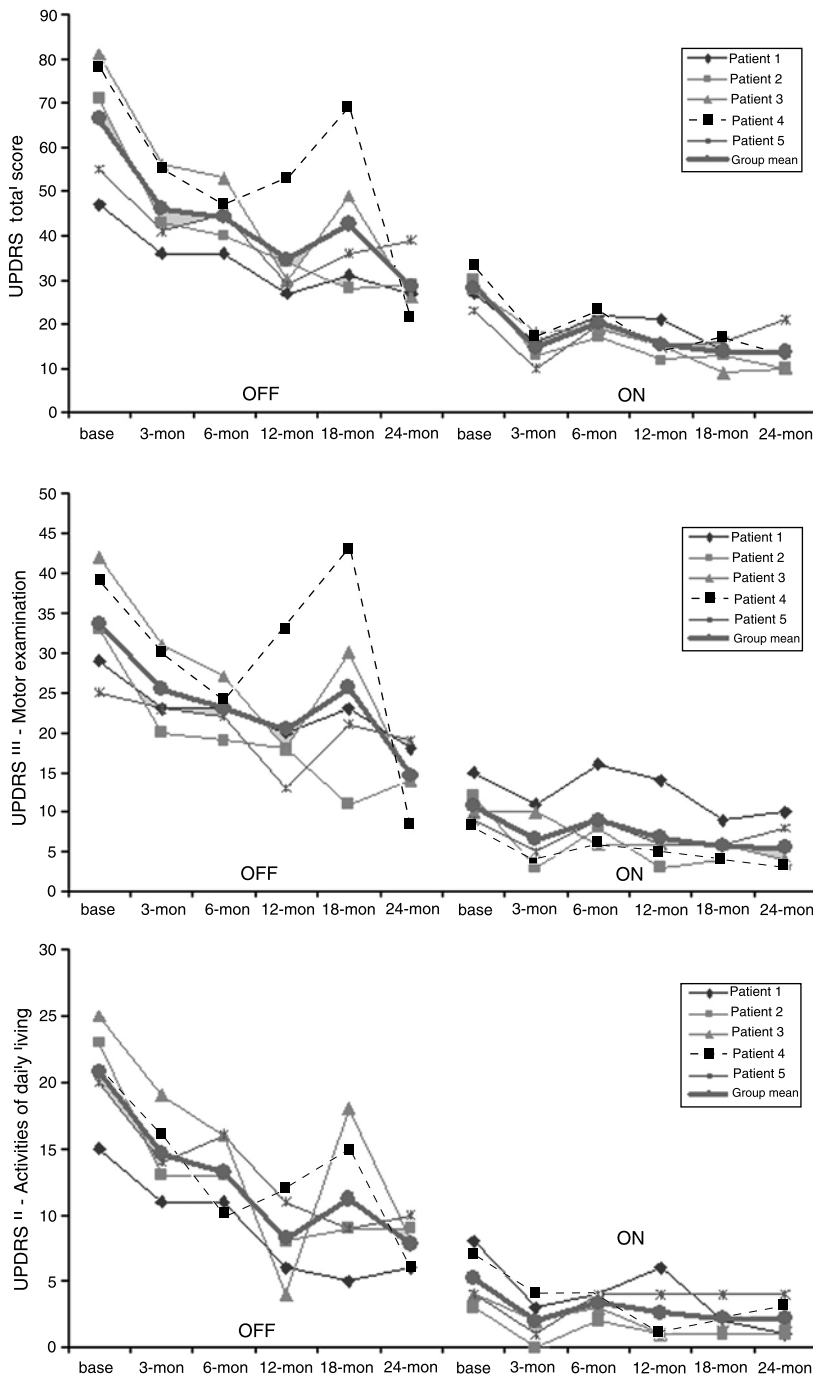 UPDRS total score
90
80
70
60
50
40
30
20
10
0
OFF
ON
base 3-mon 6-mon 12-mon 18-mon 24-mon base 3-mon 6-mon 12-mon 18-mon 24-mon
Patient 1
Patient 2
Patient 3
Patient 4
Patient 5
Group mean
UPDRS III - Motor examination
50
45
40
35
30
25
20
15
10
5
0
OFF
ON
base 3-mon 6-mon 12-mon 18-mon 24-mon base 3-mon 6-mon 12-mon 18-mon 24-mon
Patient 1
Patient 2
Patient 3
Patient 4
Patient 5
Group mean
UPDRS II - Activities of daily living
30
25
20
15
10
5
0
OFF
ON
base 3-mon 6-mon 12-mon 18-mon 24-mon base 3-mon 6-mon 12-mon 18-mon 24-mon
Patient 1
Patient 2
Patient 3
Patient 4
Patient 5
Group mean